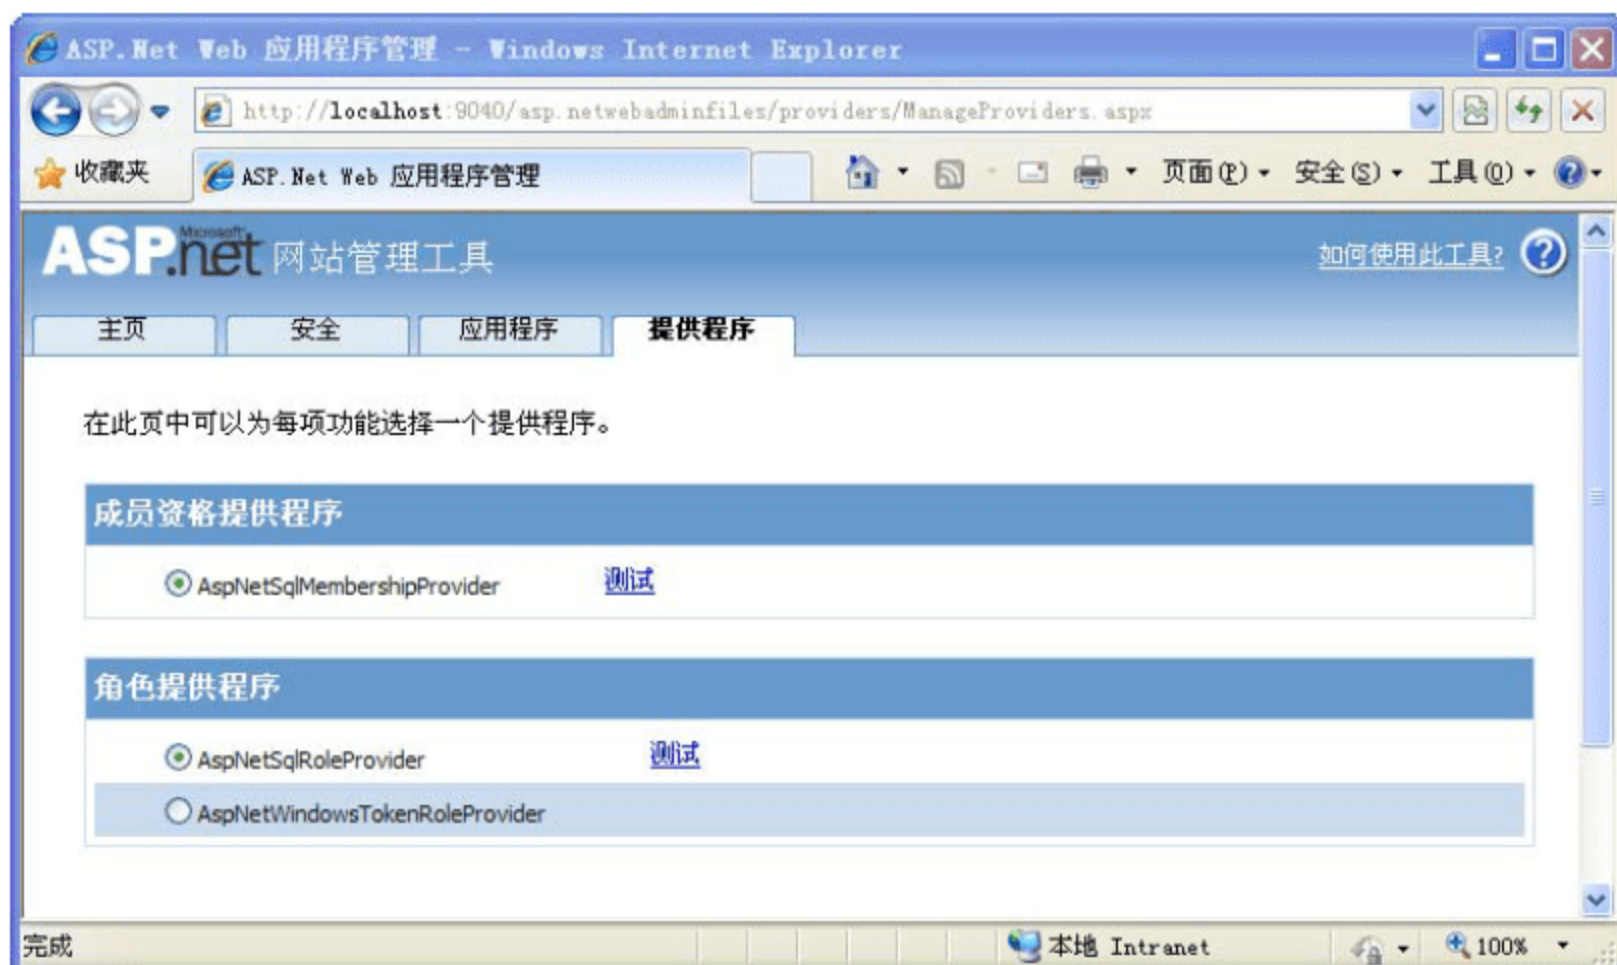 ASP.Net Web 应用程序管理 - Windows Internet Explorer
http://localhost:9040/asp.netwebadminfiles/providers/ManageProviders.aspx
收藏夹 ASP.Net Web 应用程序管理 页面(P) 安全(S) 工具(O)
Microsoft
ASP.net 网站管理工具 如何使用此工具?
主页 安全 应用程序 提供程序
在此页中可以为每项功能选择一个提供程序。
成员资格提供程序
AspNetSqlMembershipProvider 测试
角色提供程序
AspNetSqlRoleProvider 测试
AspNetWindowsTokenRoleProvider
完成 本地 Intranet 100%